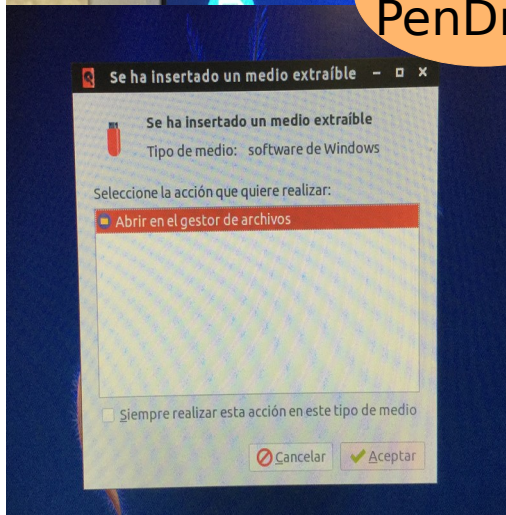 PenDr
Se ha insertado un medio extraíble
Se ha insertado un medio extraíble
Tipo de medio: software de Windows
Seleccione la acción que quiere realizar:
Abrir en el gestor de archivos
Siempre realizar esta acción en este tipo de medio
Cancelar Aceptar